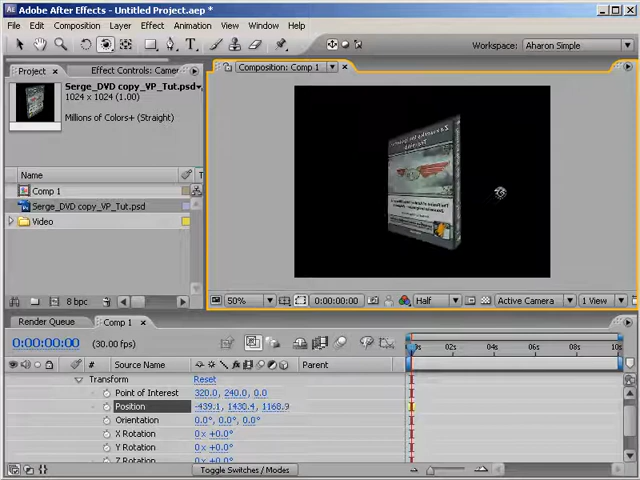 Adobe After Effects - Untitled Project.aep *
File Edit Composition Layer Effect Animation View Window Help
Workspace: Aharon Simple
Project × Effect Controls: Camer
Composition: Comp 1
Serge_DVD copy_VP_Tut.psd
1024 x 1024 (1.00)
Millions of Colors+ (Straight)
Name
Comp 1
Serge_DVD copy_VP_Tut.psd
Video
8 bpc
50% 0:00:00:00 Half Active Camera 1 View
Render Queue Comp 1 ×
0:00:00:00 (30.00 fps)
02s 04s 06s 08s 10s
# Source Name Parent
Transform Reset
Point of Interest 320.0, 240.0, 0.0
Position -439.1, 1430.4, 1168.9
Orientation 0.0°, 0.0°, 0.0°
X Rotation 0 x +0.0°
Y Rotation 0 x +0.0°
Z Rotation 0 x +0.0°
Toggle Switches / Modes